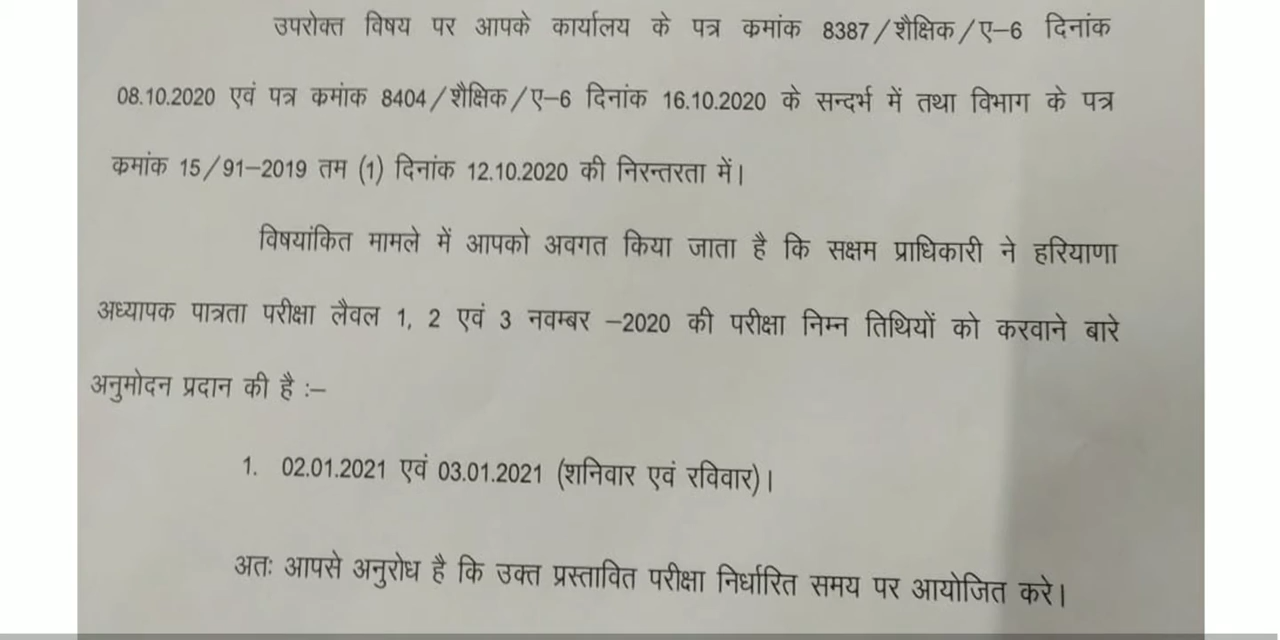 उपरोक्त विषय पर आपके कार्यालय के पत्र कमांक 8387/शैक्षिक/ए–6 दिनांक
08.10.2020 एवं पत्र कमांक 8404/शैक्षिक/ए–6 दिनांक 16.10.2020 के सन्दर्भ में तथा विभाग के पत्र
कमांक 15/91–2019 तम (1) दिनांक 12.10.2020 की निरन्तरता में।
विषयांकित मामले में आपको अवगत किया जाता है कि सक्षम प्राधिकारी ने हरियाणा
अध्यापक पात्रता परीक्षा लैवल 1, 2 एवं 3 नवम्बर –2020 की परीक्षा निम्न तिथियों को करवाने बारे
अनुमोदन प्रदान की है :–
1. 02.01.2021 एवं 03.01.2021 (शनिवार एवं रविवार)।
अतः आपसे अनुरोध है कि उक्त प्रस्तावित परीक्षा निर्धारित समय पर आयोजित करे।